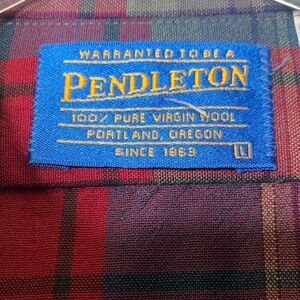 WARRANTED TO BE A
PENDLETON
100% PURE VIRGIN WOOL
PORTLAND, OREGON
SINCE 1863
L